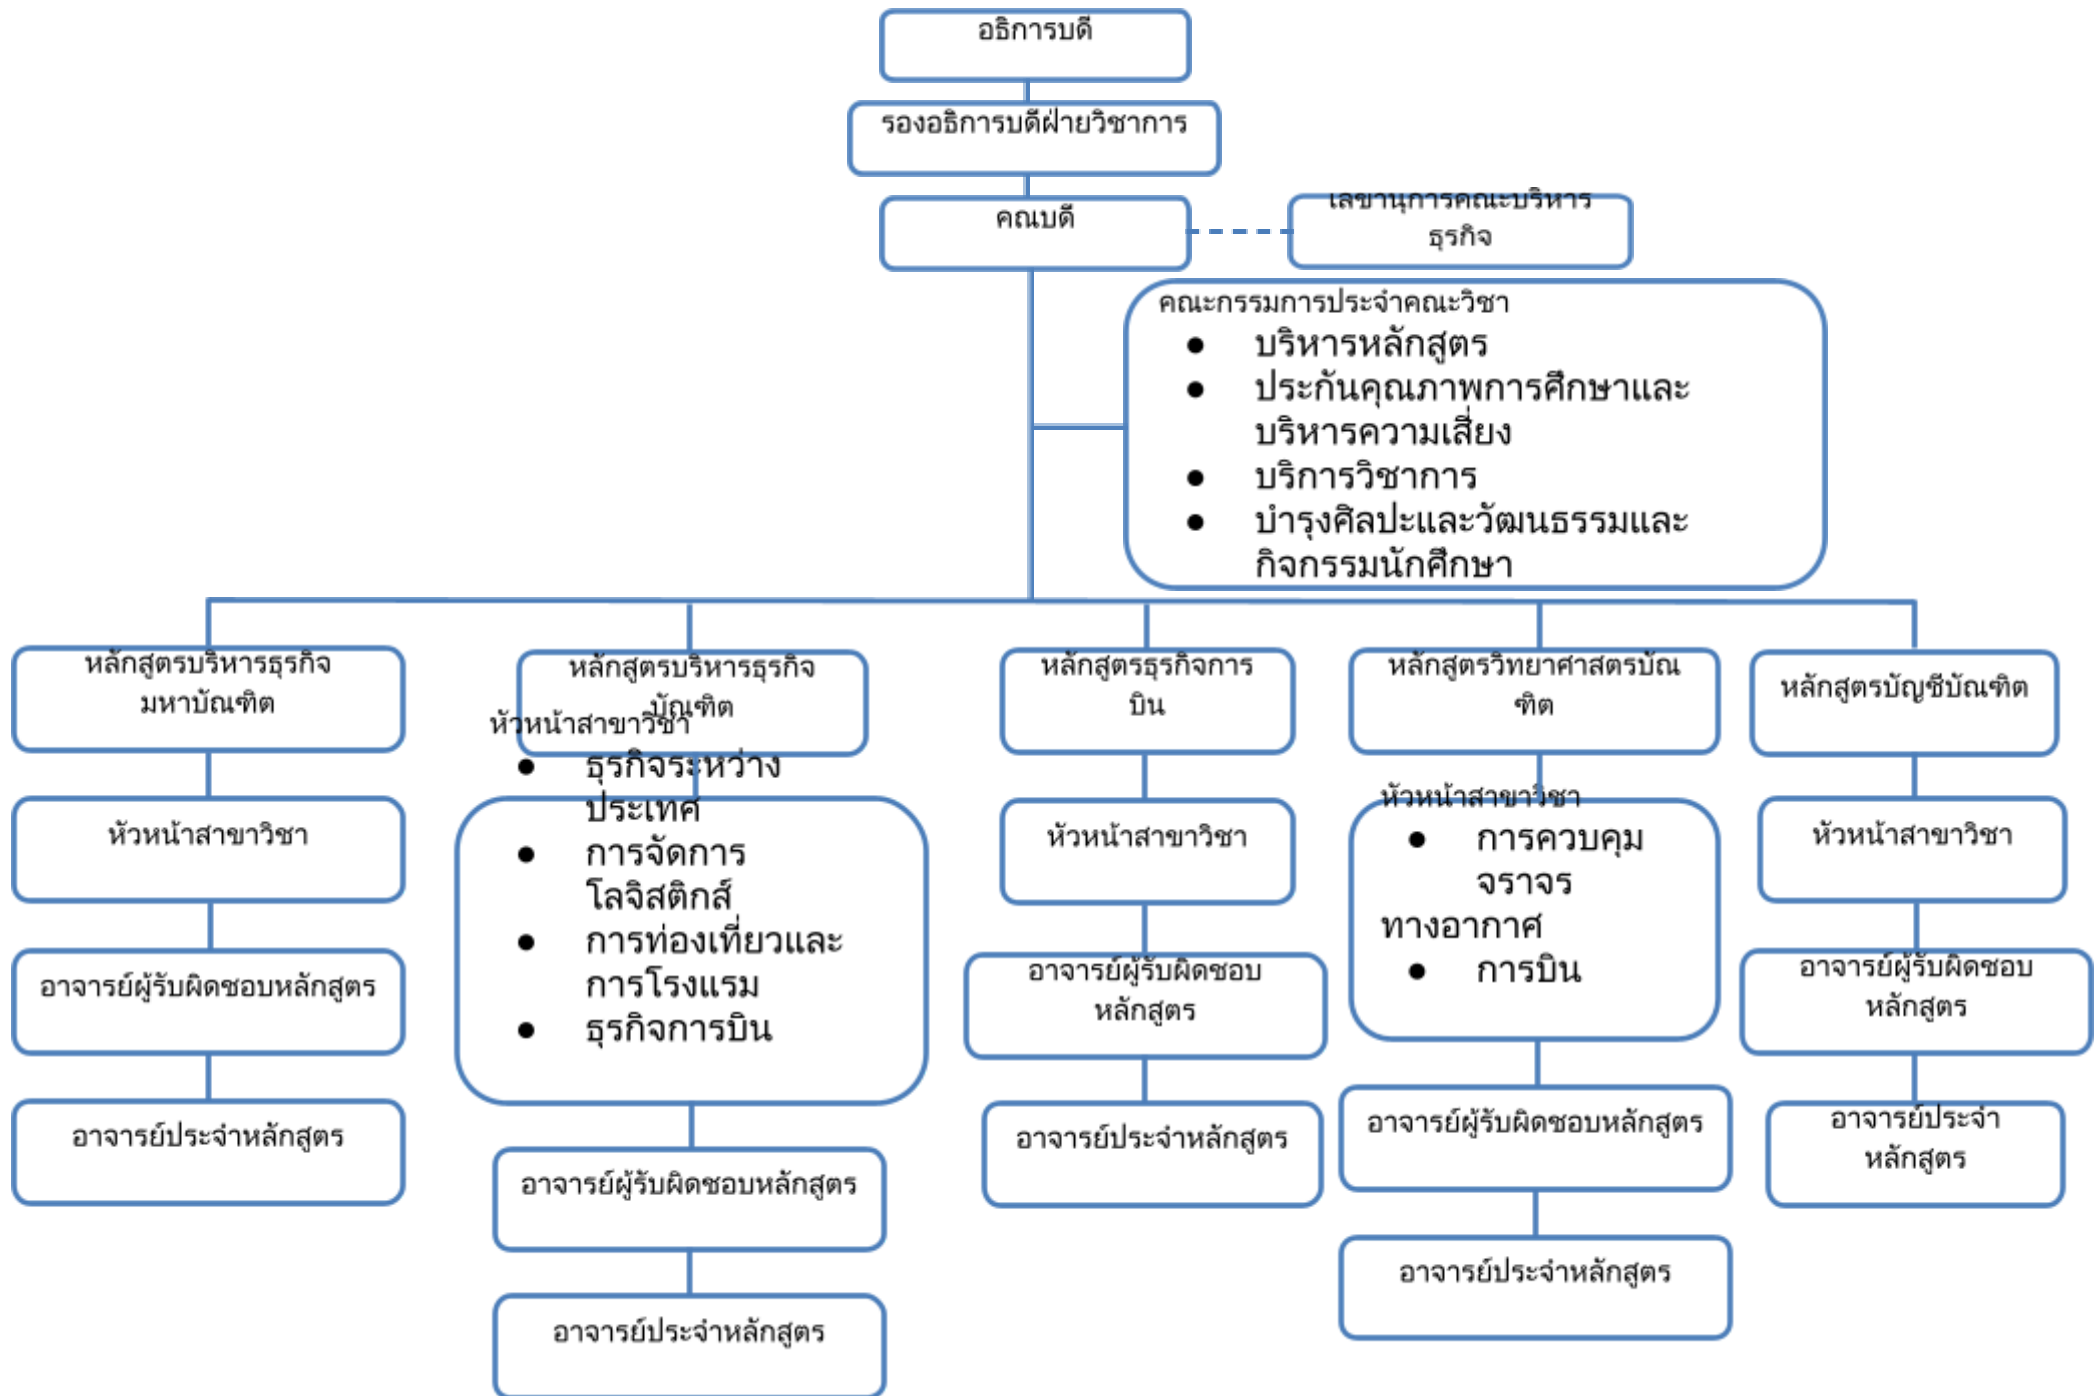 อธิการบดี
รองอธิการบดีฝ่ายวิชาการ
คณบดี
เลขานุการคณะบริหาร
ธุรกิจ
คณะกรรมการประจำคณะวิชา
● บริหารหลักสูตร
● ประกันคุณภาพการศึกษาและ
บริหารความเสี่ยง
● บริการวิชาการ
● บำรุงศิลปะและวัฒนธรรมและ
กิจกรรมนักศึกษา
หลักสูตรบริหารธุรกิจ
มหาบัณฑิต
หัวหน้าสาขาวิชา
อาจารย์ผู้รับผิดชอบหลักสูตร
อาจารย์ประจำหลักสูตร
หลักสูตรบริหารธุรกิจ
บัณฑิต
หัวหน้าสาขาวิชา
● ธุรกิจระหว่าง
ประเทศ
● การจัดการ
โลจิสติกส์
● การท่องเที่ยวและ
การโรงแรม
● ธุรกิจการบิน
อาจารย์ผู้รับผิดชอบหลักสูตร
อาจารย์ประจำหลักสูตร
หลักสูตรธุรกิจการ
บิน
หัวหน้าสาขาวิชา
อาจารย์ผู้รับผิดชอบ
หลักสูตร
อาจารย์ประจำหลักสูตร
หลักสูตรวิทยาศาสตรบัณ
ฑิต
หัวหน้าสาขาวิชา
● การควบคุม
จราจร
ทางอากาศ
● การบิน
อาจารย์ผู้รับผิดชอบหลักสูตร
อาจารย์ประจำหลักสูตร
หลักสูตรบัญชีบัณฑิต
หัวหน้าสาขาวิชา
อาจารย์ผู้รับผิดชอบ
หลักสูตร
อาจารย์ประจำ
หลักสูตร